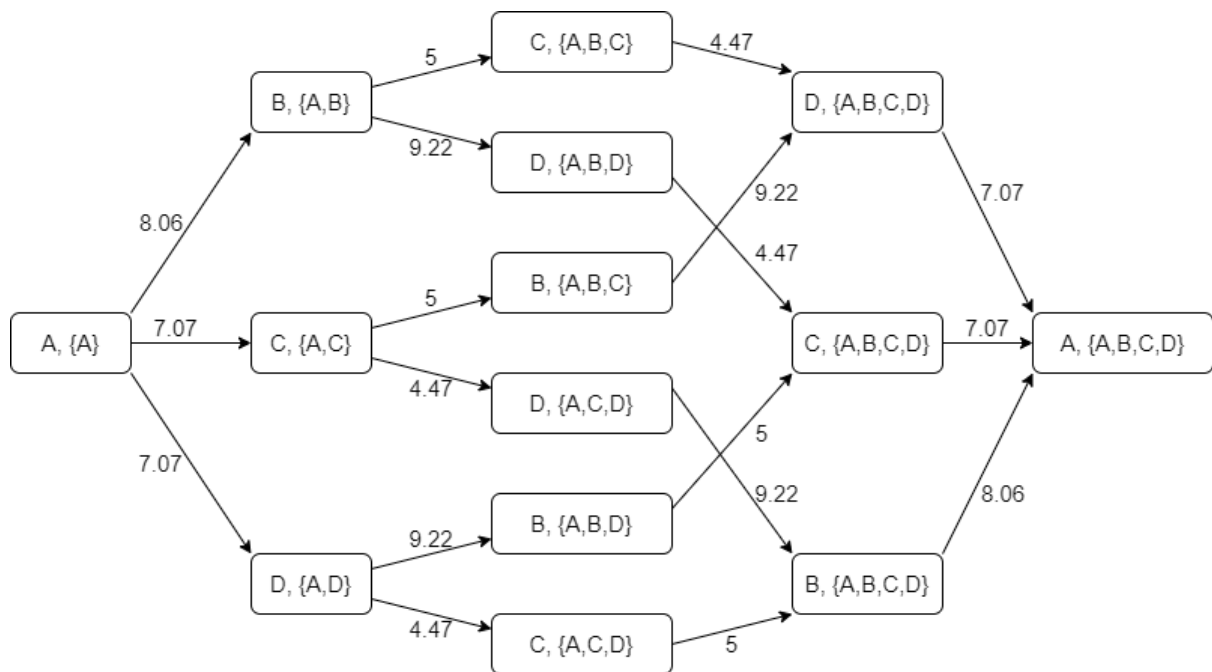 C, {A,B,C}
4.47
5
B, {A,B}
D, {A,B,C,D}
9.22
D, {A,B,D}
9.22
7.07
8.06
4.47
B, {A,B,C}
5
7.07
A, {A}
C, {A,C}
C, {A,B,C,D}
7.07
A, {A,B,C,D}
4.47
D, {A,C,D}
5
7.07
9.22
8.06
B, {A,B,D}
9.22
D, {A,D}
B, {A,B,C,D}
4.47
C, {A,C,D}
5